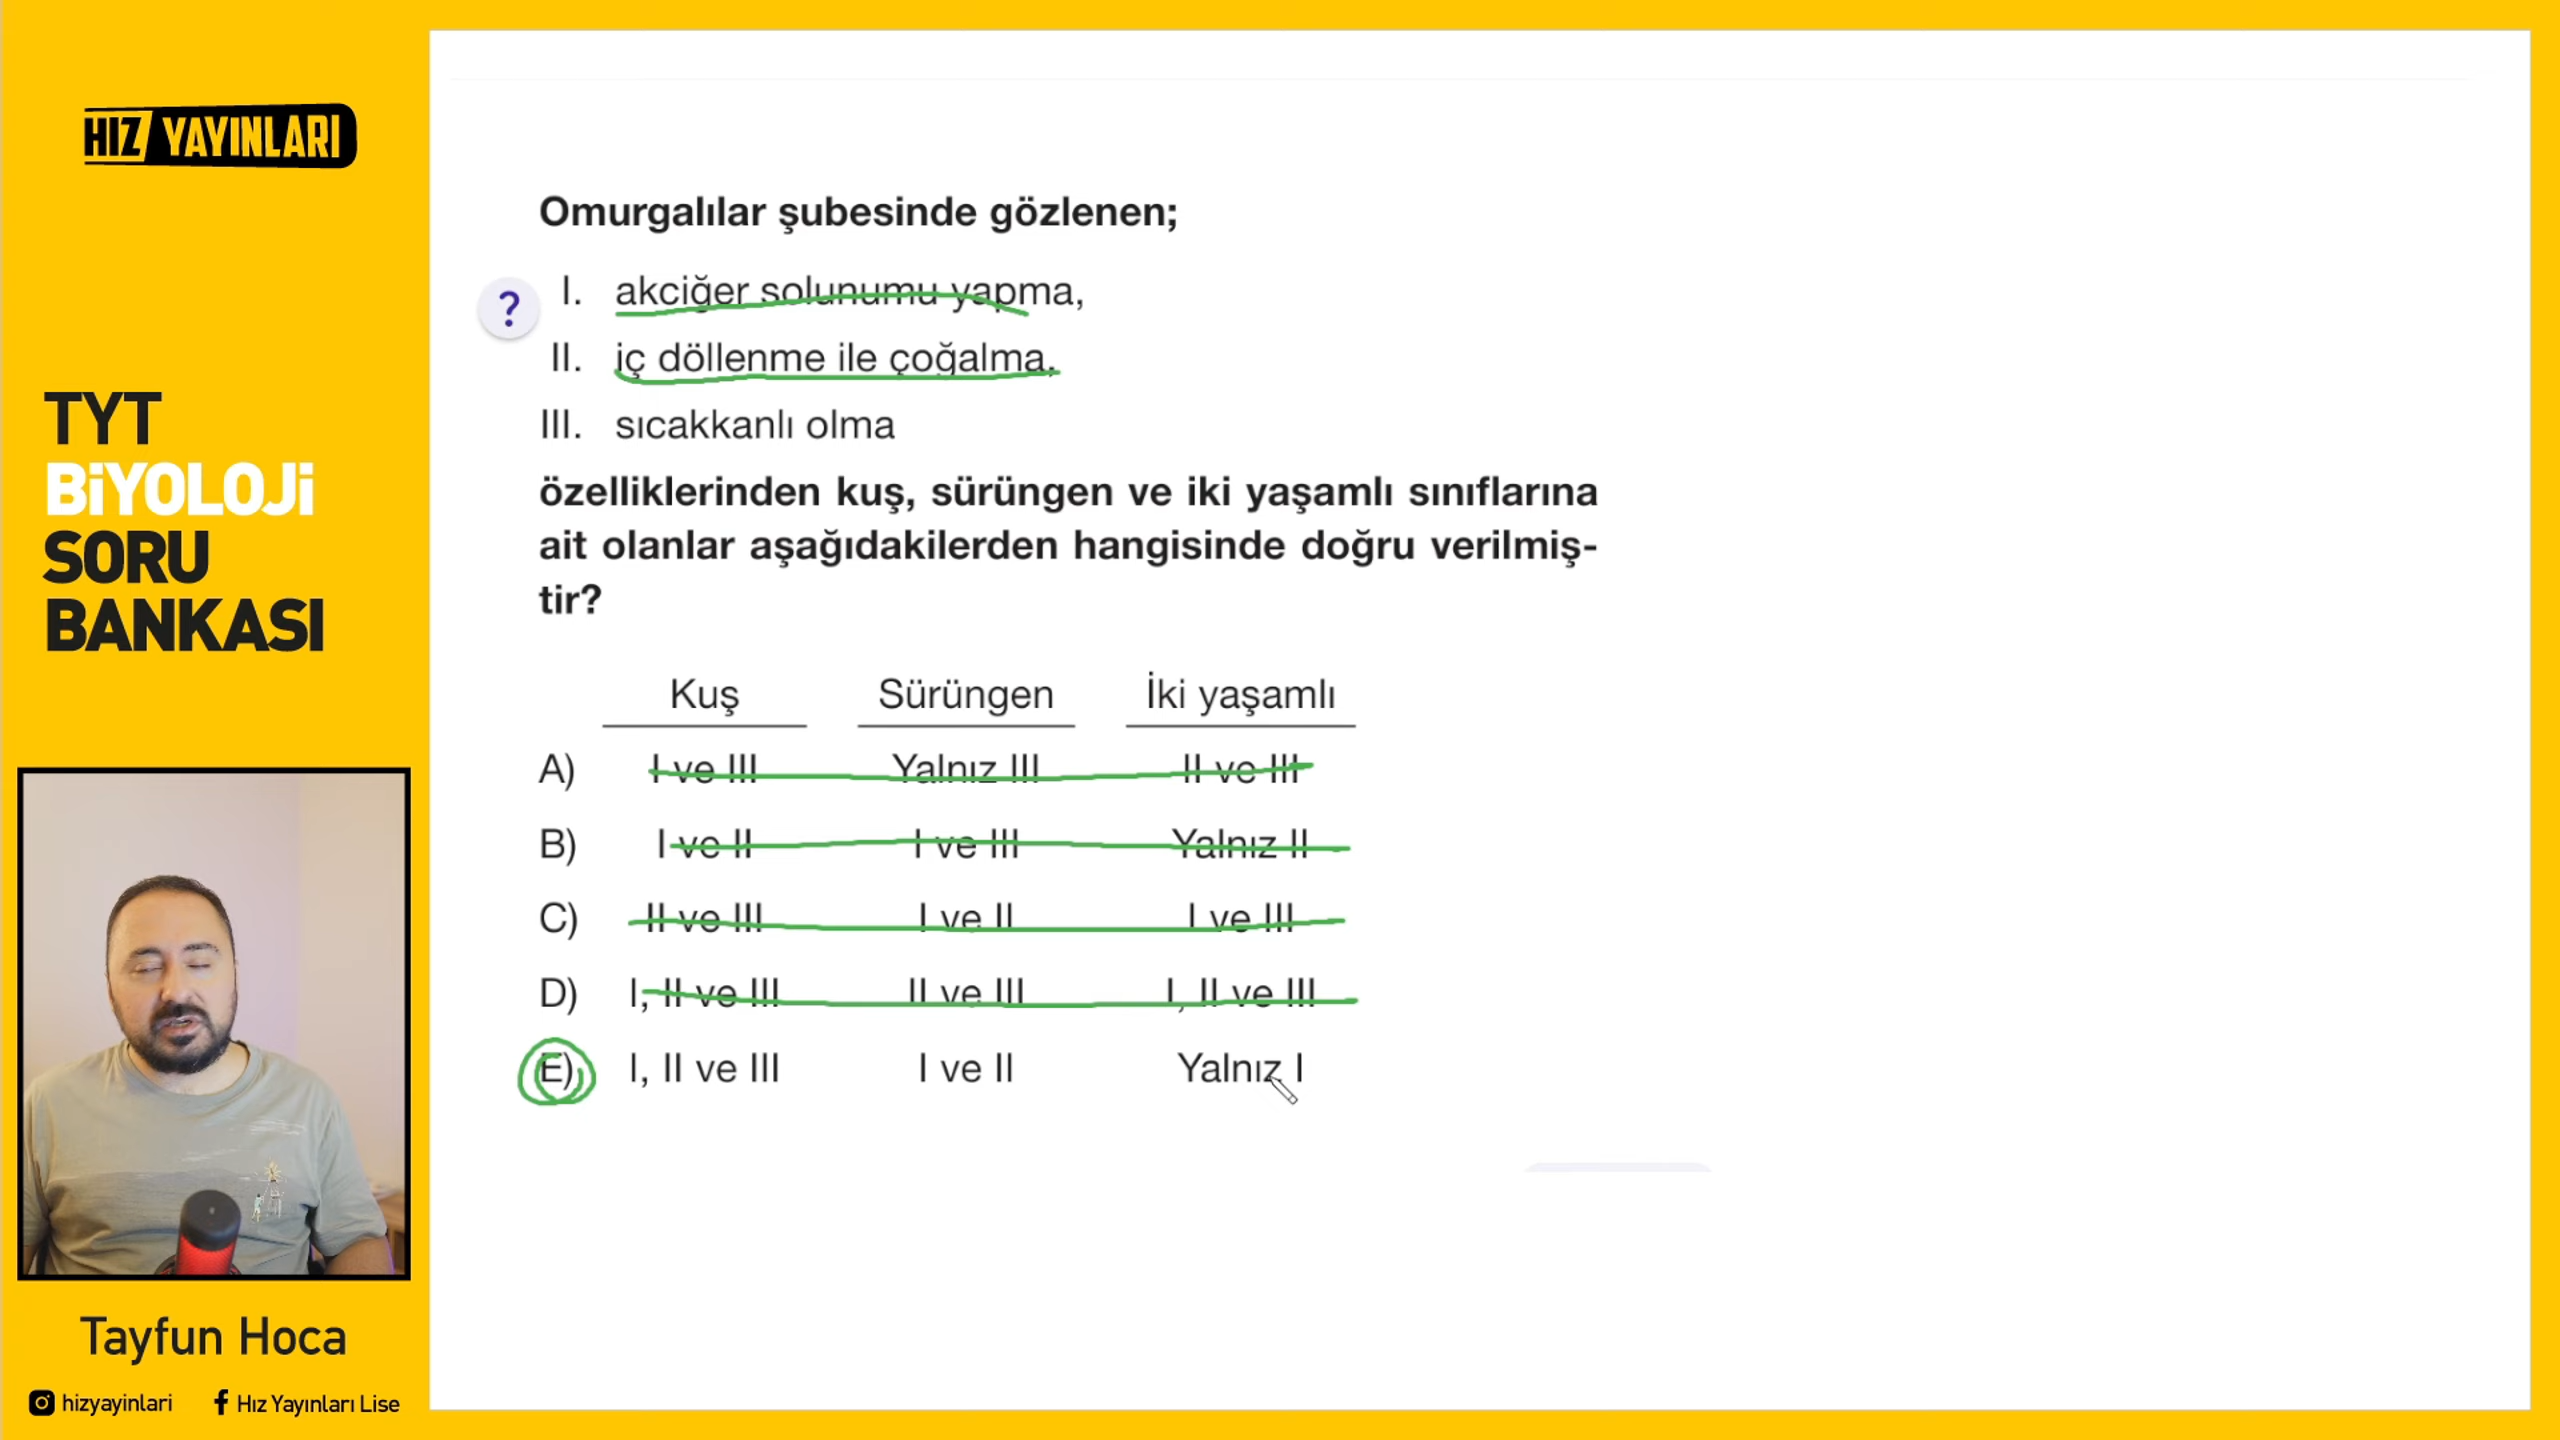 HIZ YAYINLARI
TYT
BiYOLOJi
SORU
BANKASI
Tayfun Hoca
hizyayinlari
Hız Yayınları Lise
Omurgalılar şubesinde gözlenen;
?
I. akciğer solunumu yapma,
II. iç döllenme ile çoğalma,
III. sıcakkanlı olma
özelliklerinden kuş, sürüngen ve iki yaşamlı sınıflarına
ait olanlar aşağıdakilerden hangisinde doğru verilmiş-
tir?
Kuş Sürüngen İki yaşamlı
A) I ve III Yalnız III II ve III
B) I ve II I ve III Yalnız II
C) II ve III I ve II I ve III
D) I, II ve III II ve III I, II ve III
E) I, II ve III I ve II Yalnız I